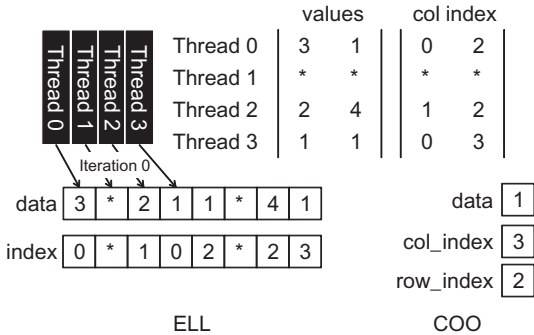 values col index
Thread 0 3 1 0 2
Thread 1 * * * *
Thread 2 2 4 1 2
Thread 3 1 1 0 3
Thread 0
Thread 1
Thread 2
Thread 3
Iteration 0
data 3 * 2 1 1 * 4 1
index 0 * 1 0 2 * 2 3
data 1
col_index 3
row_index 2
ELL
COO